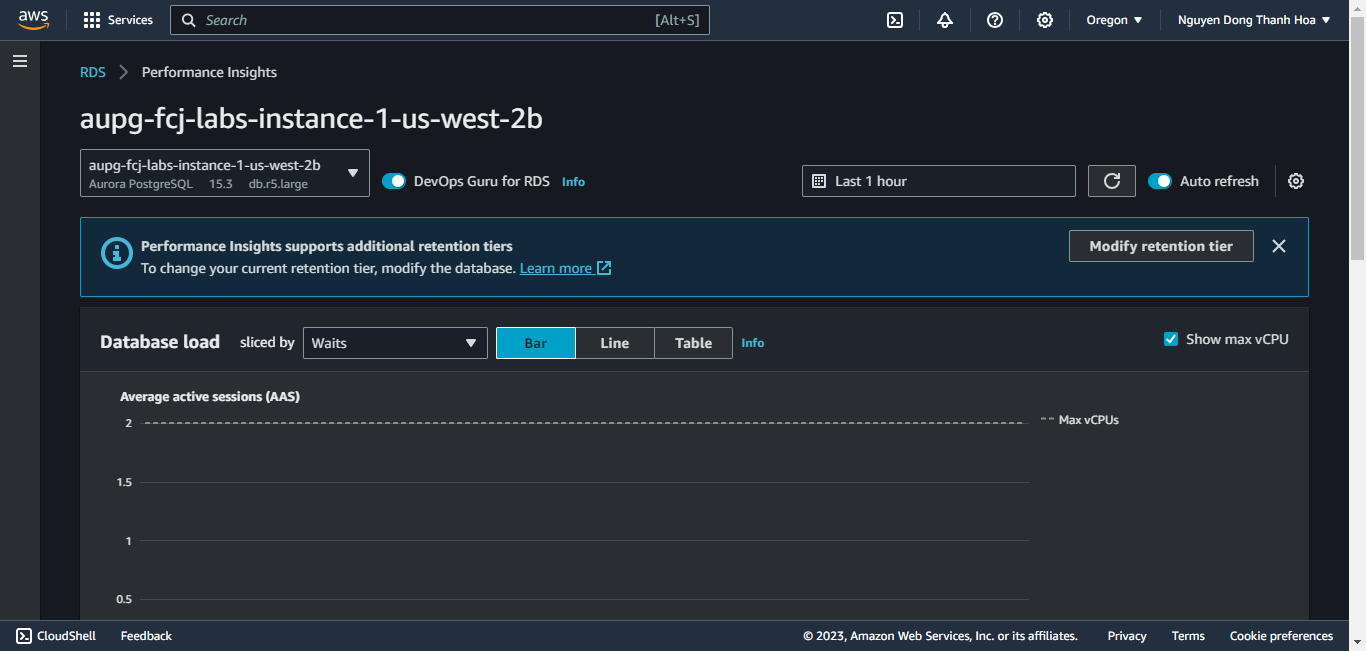 aws
Services
Search
[Alt+S]
Oregon
Nguyen Dong Thanh Hoa
RDS
Performance Insights
aupg-fcj-labs-instance-1-us-west-2b
aupg-fcj-labs-instance-1-us-west-2b
Aurora PostgreSQL 15.3 db.r5.large
DevOps Guru for RDS
Info
Last 1 hour
Auto refresh
Performance Insights supports additional retention tiers
To change your current retention tier, modify the database. Learn more
Modify retention tier
Database load
sliced by
Waits
Bar
Line
Table
Info
Show max vCPU
Average active sessions (AAS)
2
Max vCPUs
1.5
1
0.5
CloudShell
Feedback
© 2023, Amazon Web Services, Inc. or its affiliates.
Privacy
Terms
Cookie preferences